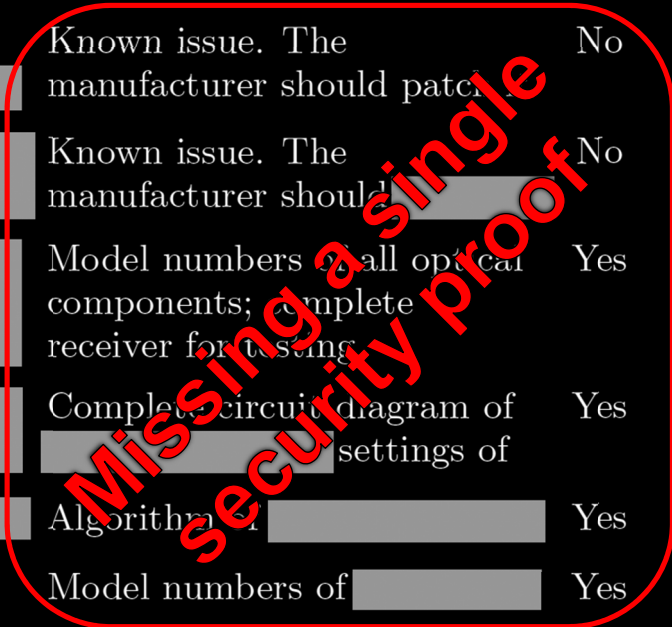 Known issue. The No
manufacturer should patch
Known issue. The No
manufacturer should
Model numbers of all optical Yes
components; complete
receiver for testing
Complete circuit diagram of Yes
settings of
Algorithm of Yes
Model numbers of Yes
Missing a single
security proof